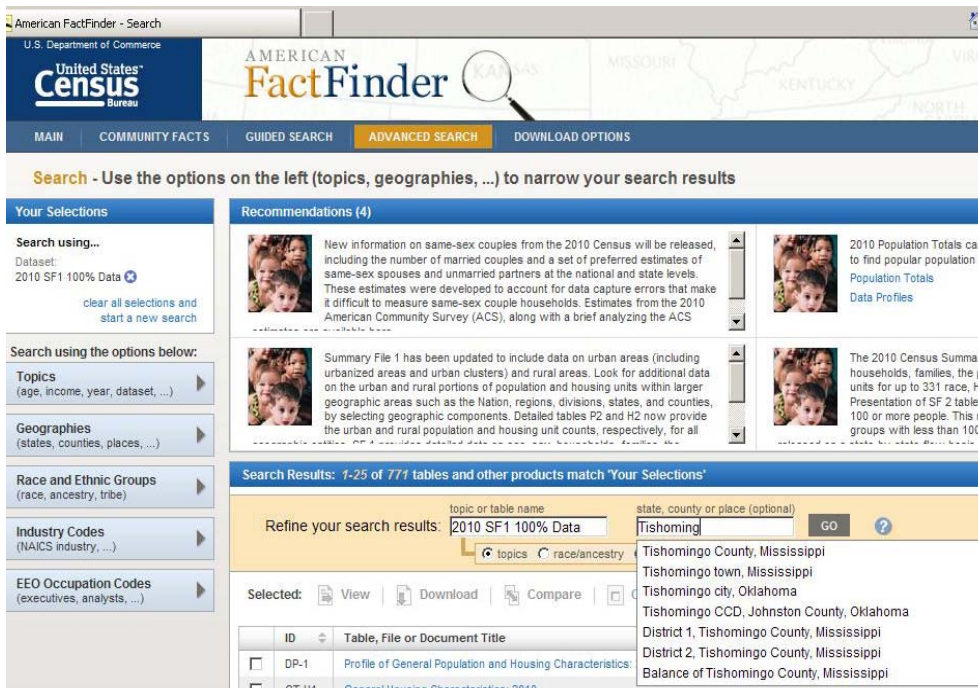 American FactFinder - Search
U.S. Department of Commerce
United States™
Census
Bureau
AMERICAN
FactFinder
KANSAS
MISSOURI
KENTUCKY
NORTH
MAIN
COMMUNITY FACTS
GUIDED SEARCH
ADVANCED SEARCH
DOWNLOAD OPTIONS
Search - Use the options on the left (topics, geographies, ...) to narrow your search results
Your Selections
Search using...
Dataset:
2010 SF1 100% Data
clear all selections and
start a new search
Search using the options below:
Topics
(age, income, year, dataset, ...)
Geographies
(states, counties, places, ...)
Race and Ethnic Groups
(race, ancestry, tribe)
Industry Codes
(NAICS industry, ...)
EEO Occupation Codes
(executives, analysts, ...)
Recommendations (4)
New information on same-sex couples from the 2010 Census will be released,
including the number of married couples and a set of preferred estimates of
same-sex spouses and unmarried partners at the national and state levels.
These estimates were developed to account for data capture errors that make
it difficult to measure same-sex couple households. Estimates from the 2010
American Community Survey (ACS), along with a brief analyzing the ACS
2010 Population Totals ca
to find popular population
Population Totals
Data Profiles
Summary File 1 has been updated to include data on urban areas (including
urbanized areas and urban clusters) and rural areas. Look for additional data
on the urban and rural portions of population and housing units within larger
geographic areas such as the Nation, regions, divisions, states, and counties,
by selecting geographic components. Detailed tables P2 and H2 now provide
the urban and rural population and housing unit counts, respectively, for all
The 2010 Census Summa
households, families, the
units for up to 331 race, H
Presentation of SF 2 table
100 or more people. This
groups with less than 100
Search Results: 1-25 of 771 tables and other products match 'Your Selections'
Refine your search results:
topic or table name
2010 SF1 100% Data
state, county or place (optional)
Tishoming
GO
?
topics
race/ancestry
Tishomingo County, Mississippi
Tishomingo town, Mississippi
Tishomingo city, Oklahoma
Tishomingo CCD, Johnston County, Oklahoma
District 1, Tishomingo County, Mississippi
District 2, Tishomingo County, Mississippi
Balance of Tishomingo County, Mississippi
Selected:
View
Download
Compare
ID
Table, File or Document Title
DP-1
Profile of General Population and Housing Characteristics: